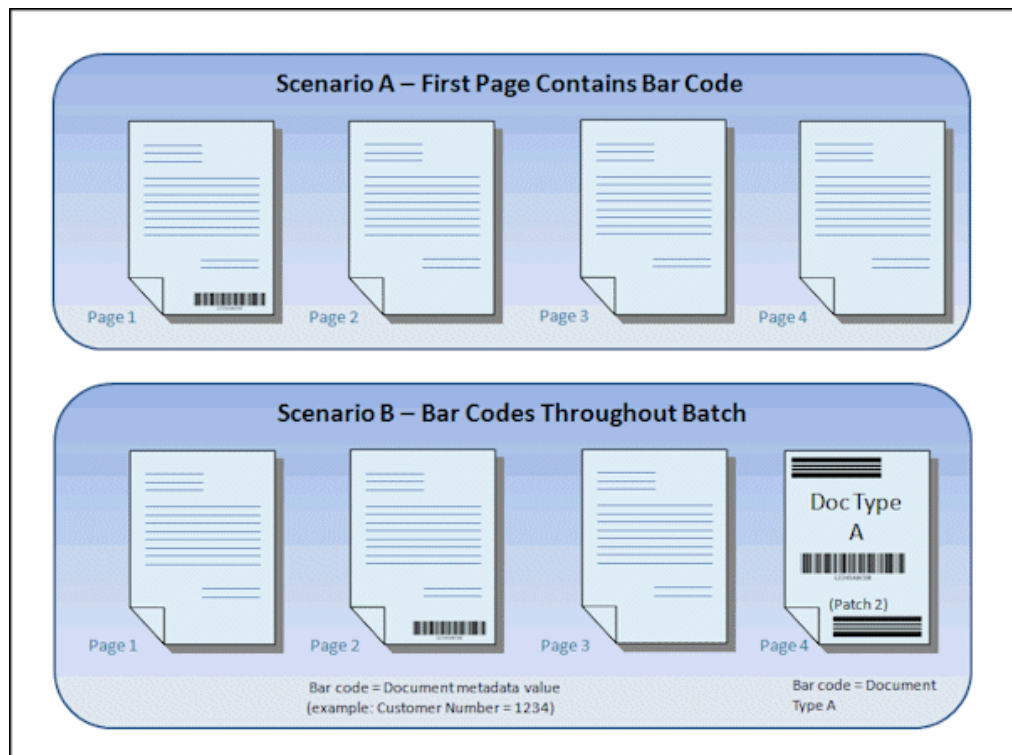 Scenario A – First Page Contains Bar Code
Page 1
Page 2
Page 3
Page 4
Scenario B – Bar Codes Throughout Batch
Doc Type
A
(Patch 2)
Page 1
Page 2
Page 3
Page 4
Bar code = Document metadata value
(example: Customer Number = 1234)
Bar code = Document
Type A